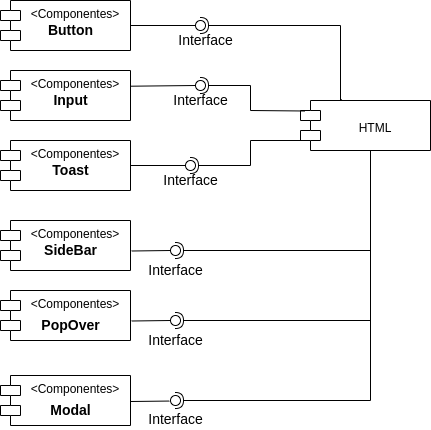 <Componentes>
Button
Interface
<Componentes>
Input
Interface
HTML
<Componentes>
Toast
Interface
<Componentes>
SideBar
Interface
<Componentes>
PopOver
Interface
<Componentes>
Modal
Interface